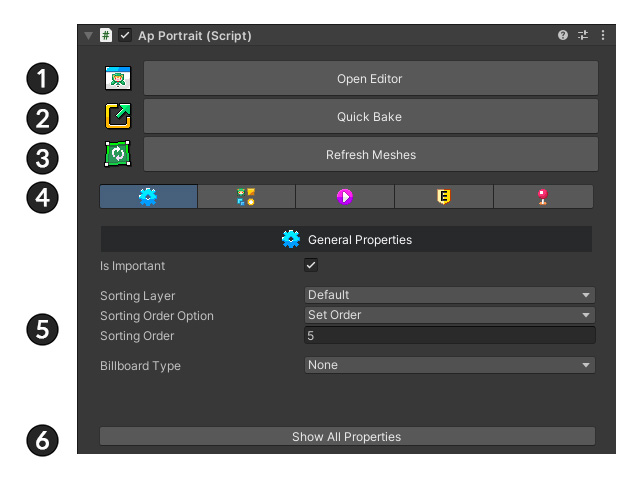 # Ap Portrait (Script)
1 Open Editor
2 Quick Bake
3 Refresh Meshes
4 E
General Properties
Is Important
Sorting Layer Default
Sorting Order Option Set Order
5 Sorting Order 5
Billboard Type None
6 Show All Properties